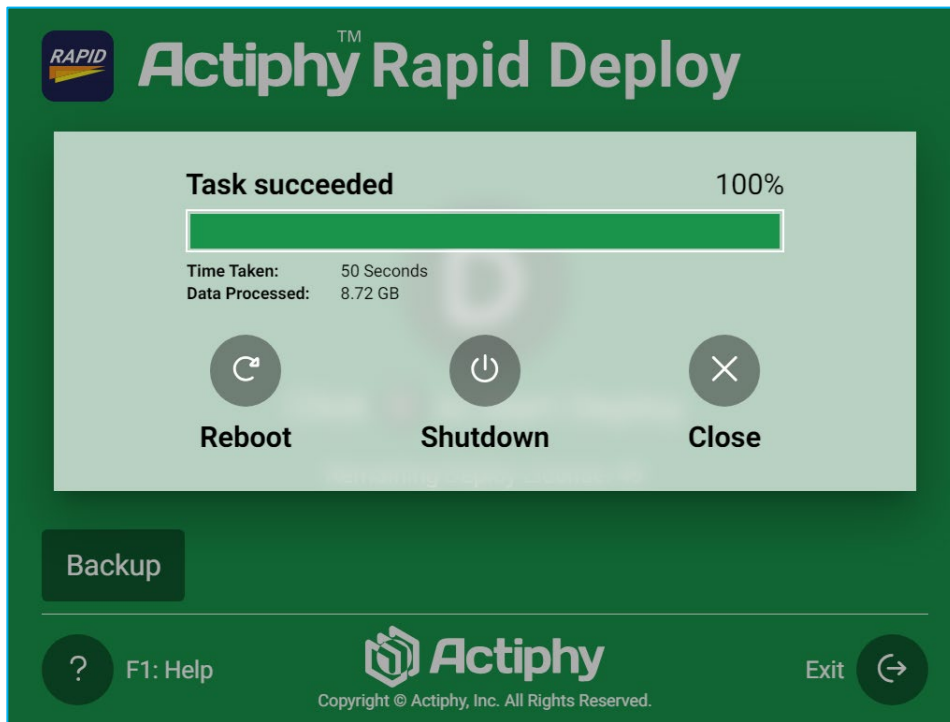 RAPID
Actiphy™ Rapid Deploy
Task succeeded 100%
Time Taken: 50 Seconds
Data Processed: 8.72 GB
Reboot Shutdown Close
Backup
? F1: Help
Actiphy
Copyright © Actiphy, Inc. All Rights Reserved.
Exit